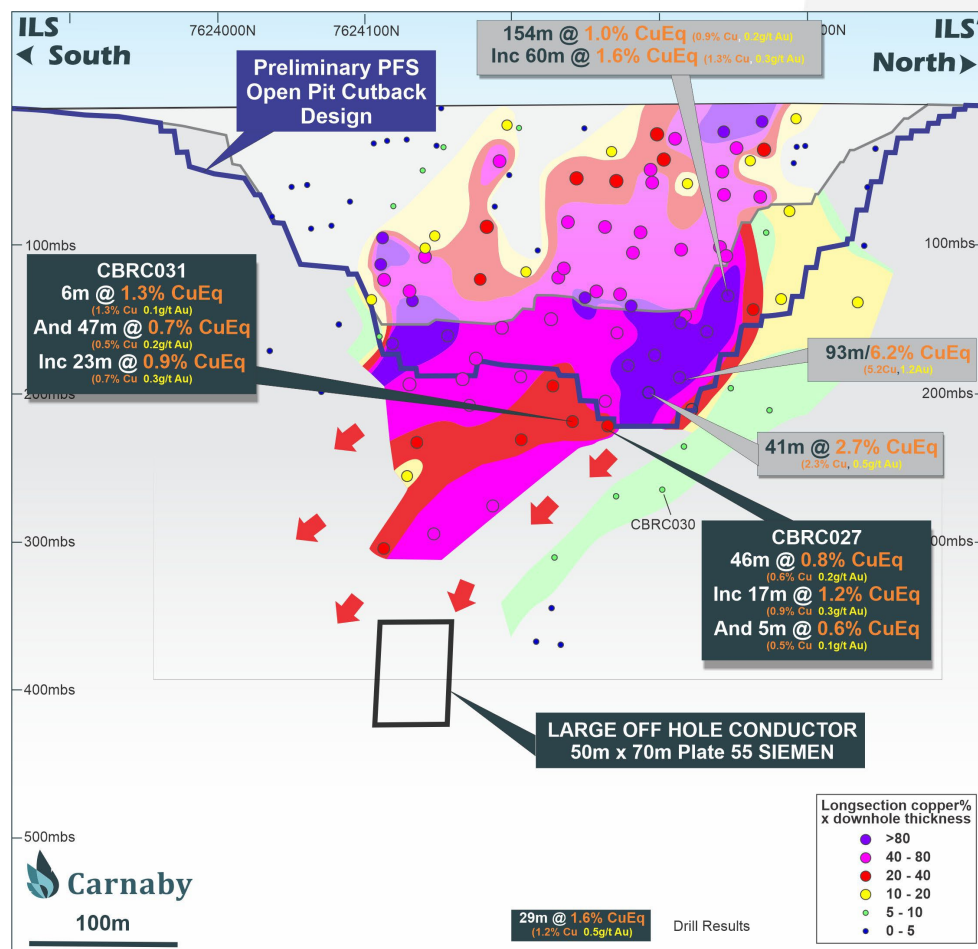 ILS
South
7624000N
7624100N
00N
ILS'
North
154m @ 1.0% CuEq (0.9% Cu, 0.2g/t Au)
Inc 60m @ 1.6% CuEq (1.3% Cu, 0.3g/t Au)
Preliminary PFS
Open Pit Cutback
Design
100mbs
100mbs
CBRC031
6m @ 1.3% CuEq
(1.3% Cu 0.1g/t Au)
And 47m @ 0.7% CuEq
(0.5% Cu 0.2g/t Au)
Inc 23m @ 0.9% CuEq
(0.7% Cu 0.3g/t Au)
93m/6.2% CuEq
(5.2Cu,1.2Au)
200mbs
200mbs
41m @ 2.7% CuEq
(2.3% Cu, 0.5g/t Au)
CBRC030
300mbs
00mbs
CBRC027
46m @ 0.8% CuEq
(0.6% Cu 0.2g/t Au)
Inc 17m @ 1.2% CuEq
(0.9% Cu 0.3g/t Au)
And 5m @ 0.6% CuEq
(0.5% Cu 0.1g/t Au)
400mbs
LARGE OFF HOLE CONDUCTOR
50m x 70m Plate 55 SIEMEN
500mbs
Longsection copper%
x downhole thickness
>80
40 - 80
20 - 40
10 - 20
5 - 10
0 - 5
Carnaby
100m
29m @ 1.6% CuEq
(1.2% Cu 0.5g/t Au)
Drill Results